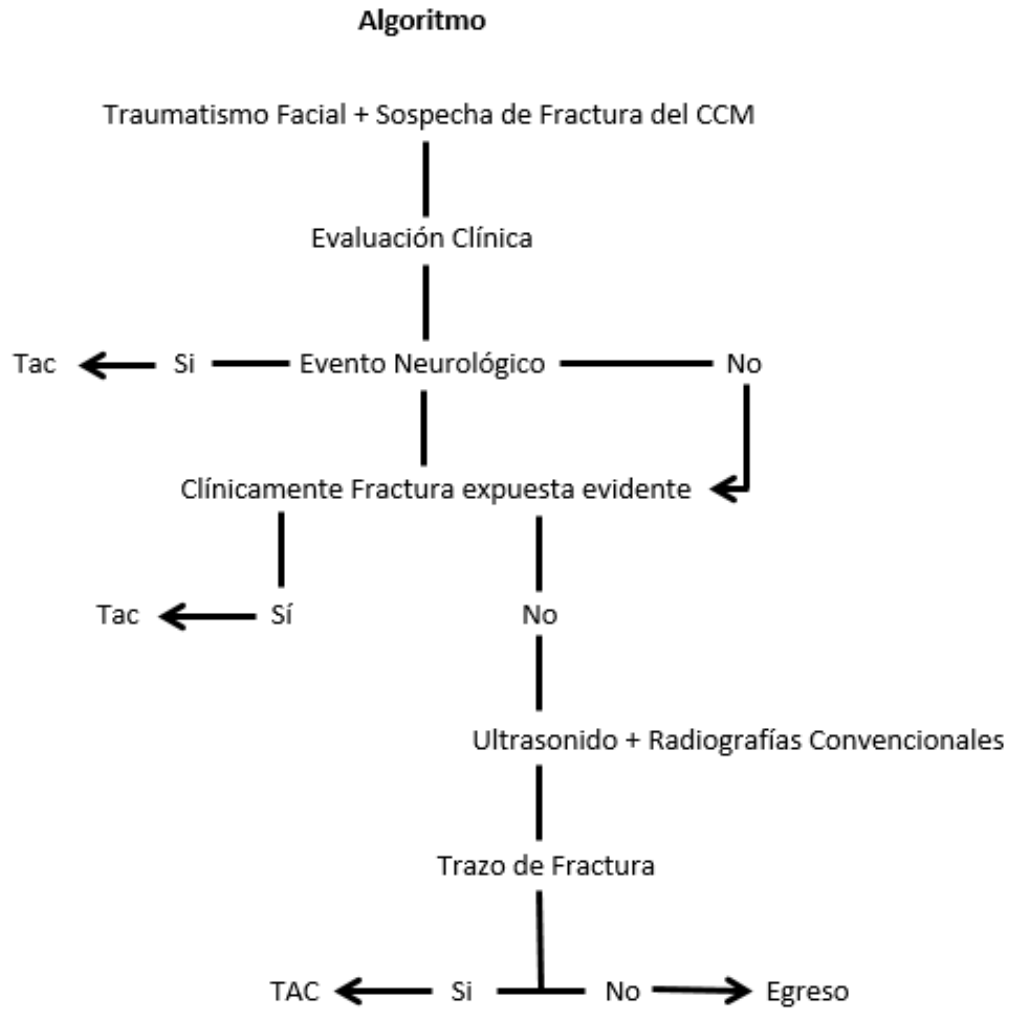 Algoritmo
Traumatismo Facial + Sospecha de Fractura del CCM
Evaluación Clínica
Tac Si Evento Neurológico No
Clínicamente Fractura expuesta evidente
Tac Sí No
Ultrasonido + Radiografías Convencionales
Trazo de Fractura
TAC Si No Egreso